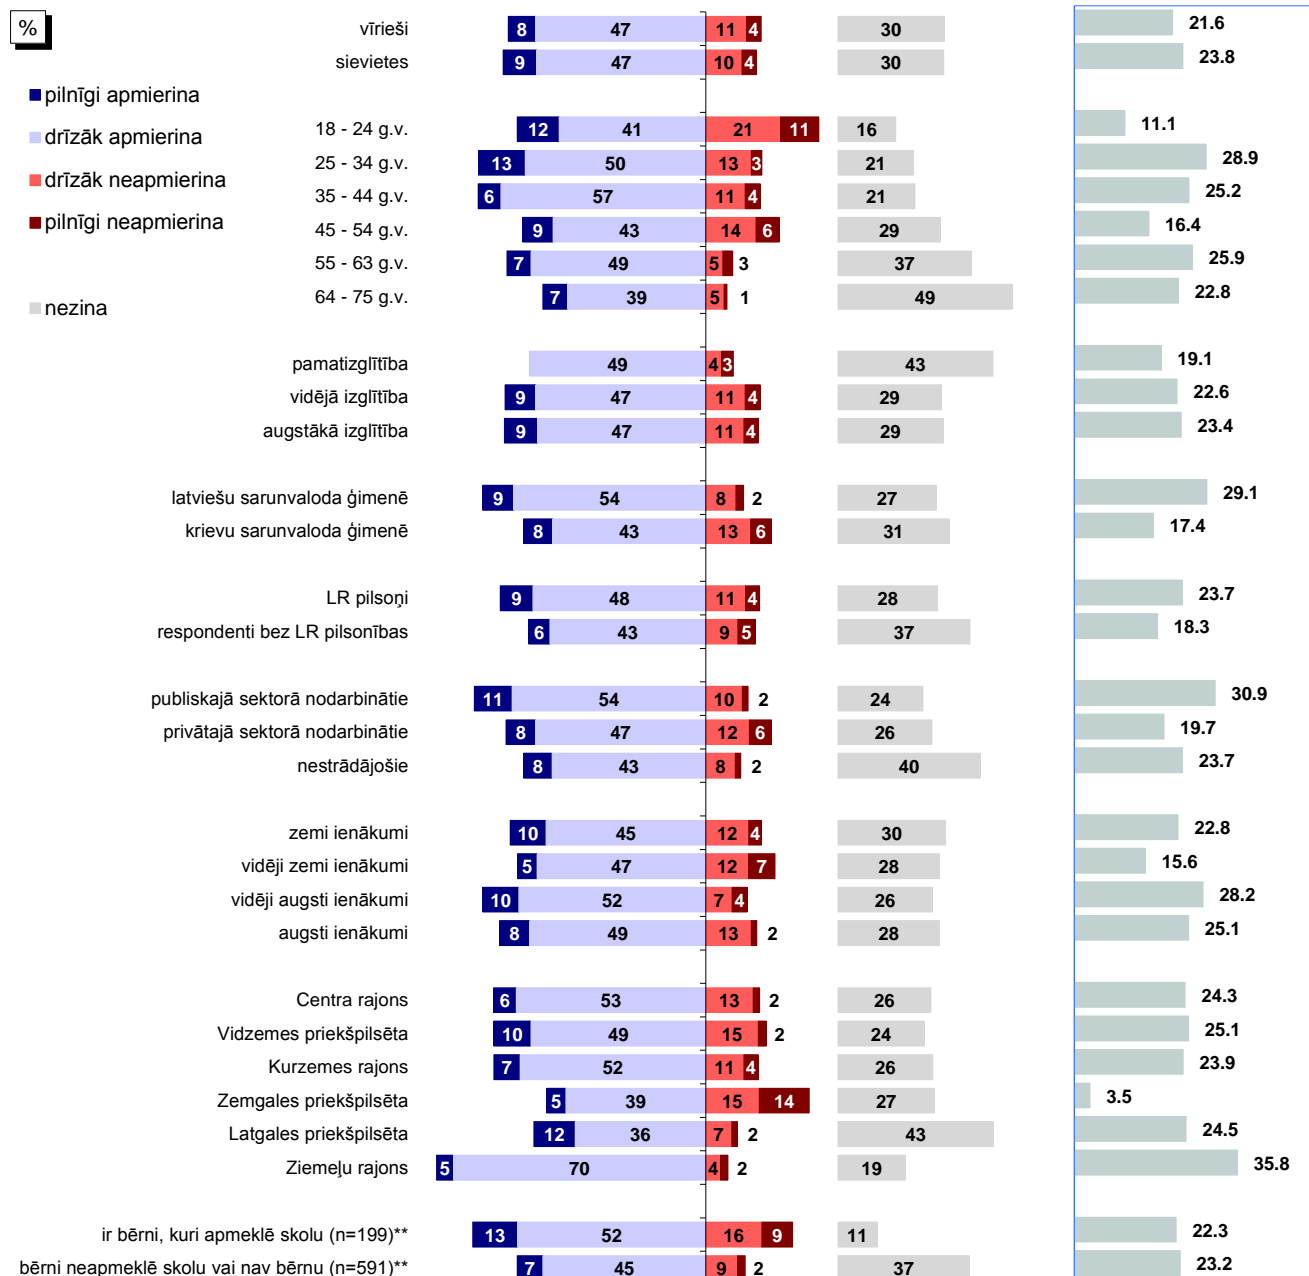 %
pilnīgi apmierina
drīzāk apmierina
drīzāk neapmierina
pilnīgi neapmierina
nezina
vīrieši 8 47 11 4 30 21.6
sievietes 9 47 10 4 30 23.8
18 - 24 g.v. 12 41 21 11 16 11.1
25 - 34 g.v. 13 50 13 3 21 28.9
35 - 44 g.v. 6 57 11 4 21 25.2
45 - 54 g.v. 9 43 14 6 29 16.4
55 - 63 g.v. 7 49 5 3 37 25.9
64 - 75 g.v. 7 39 5 1 49 22.8
pamatizglītība 49 4 3 43 19.1
vidējā izglītība 9 47 11 4 29 22.6
augstākā izglītība 9 47 11 4 29 23.4
latviešu sarunvaloda ģimenē 9 54 8 2 27 29.1
krievu sarunvaloda ģimenē 8 43 13 6 31 17.4
LR pilsoņi 9 48 11 4 28 23.7
respondenti bez LR pilsonības 6 43 9 5 37 18.3
publiskajā sektorā nodarbinātie 11 54 10 2 24 30.9
privātajā sektorā nodarbinātie 8 47 12 6 26 19.7
nestrādājošie 8 43 8 2 40 23.7
zemi ienākumi 10 45 12 4 30 22.8
vidēji zemi ienākumi 5 47 12 7 28 15.6
vidēji augsti ienākumi 10 52 7 4 26 28.2
augsti ienākumi 8 49 13 2 28 25.1
Centra rajons 6 53 13 2 26 24.3
Vidzemes priekšpilsēta 10 49 15 2 24 25.1
Kurzemes rajons 7 52 11 4 26 23.9
Zemgales priekšpilsēta 5 39 15 14 27 3.5
Latgales priekšpilsēta 12 36 7 2 43 24.5
Ziemeļu rajons 5 70 4 2 19 35.8
ir bērni, kuri apmeklē skolu (n=199)** 13 52 16 9 11 22.3
bērni neapmeklē skolu vai nav bērnu (n=591)** 7 45 9 2 37 23.2